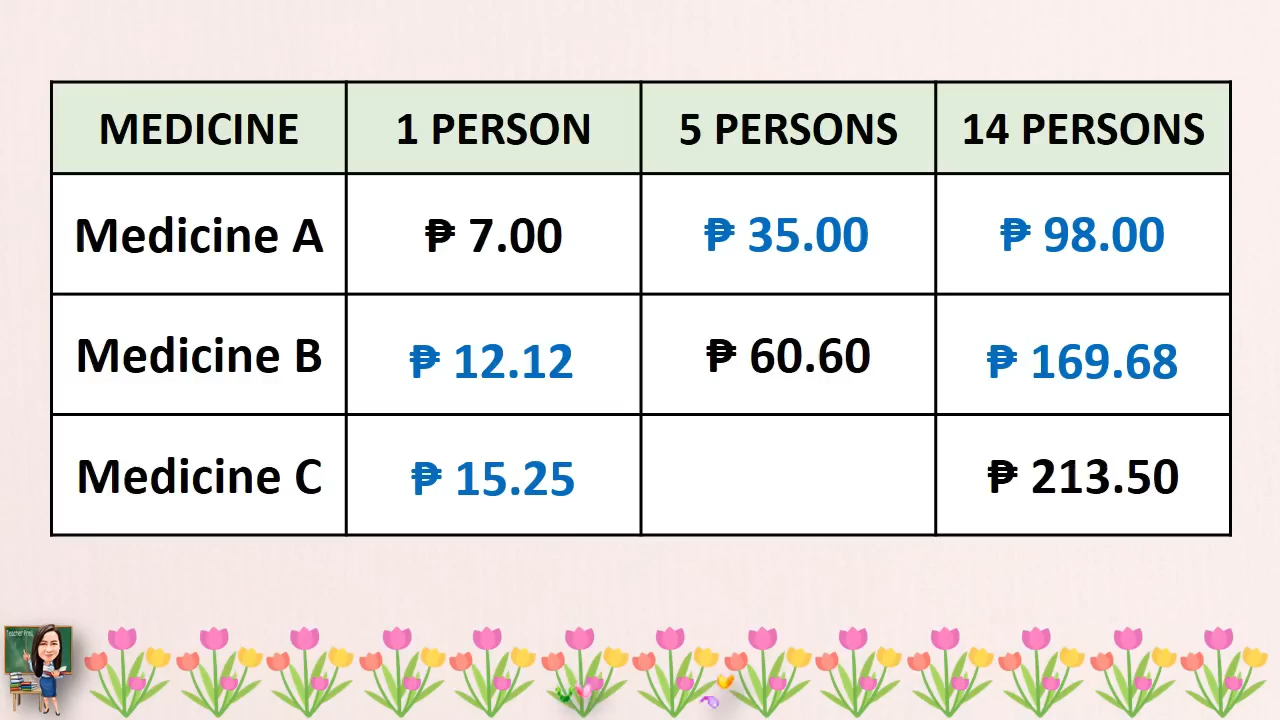 MEDICINE 1 PERSON 5 PERSONS 14 PERSONS
Medicine A ₱ 7.00 ₱ 35.00 ₱ 98.00
Medicine B ₱ 12.12 ₱ 60.60 ₱ 169.68
Medicine C ₱ 15.25 ₱ 213.50